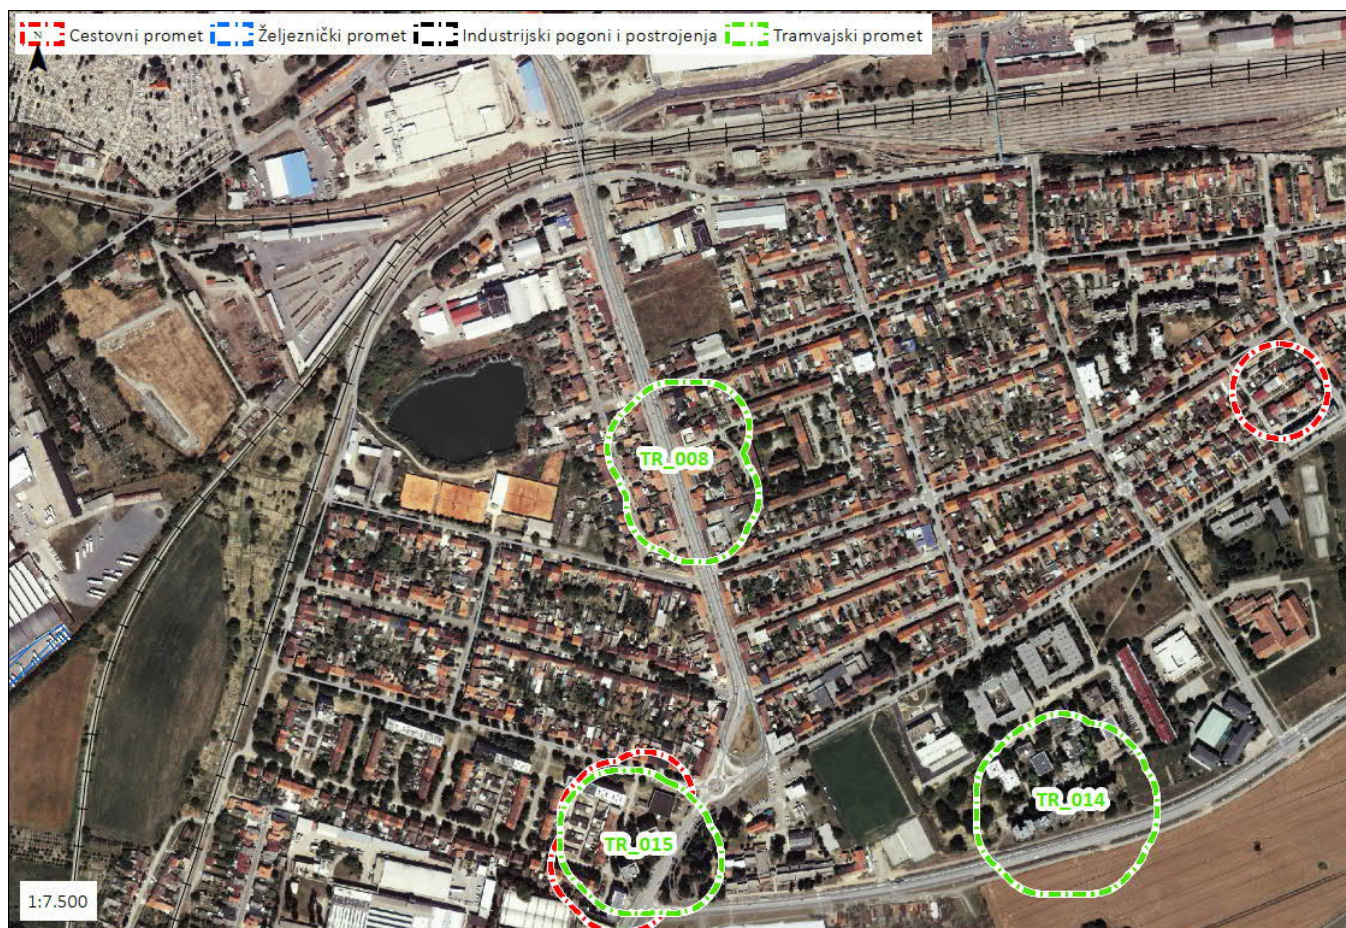 Cestovni promet Željeznički promet Industrijski pogoni i postrojenja Tramvajski promet
N
TR_008
TR_014
TR_015
1:7.500